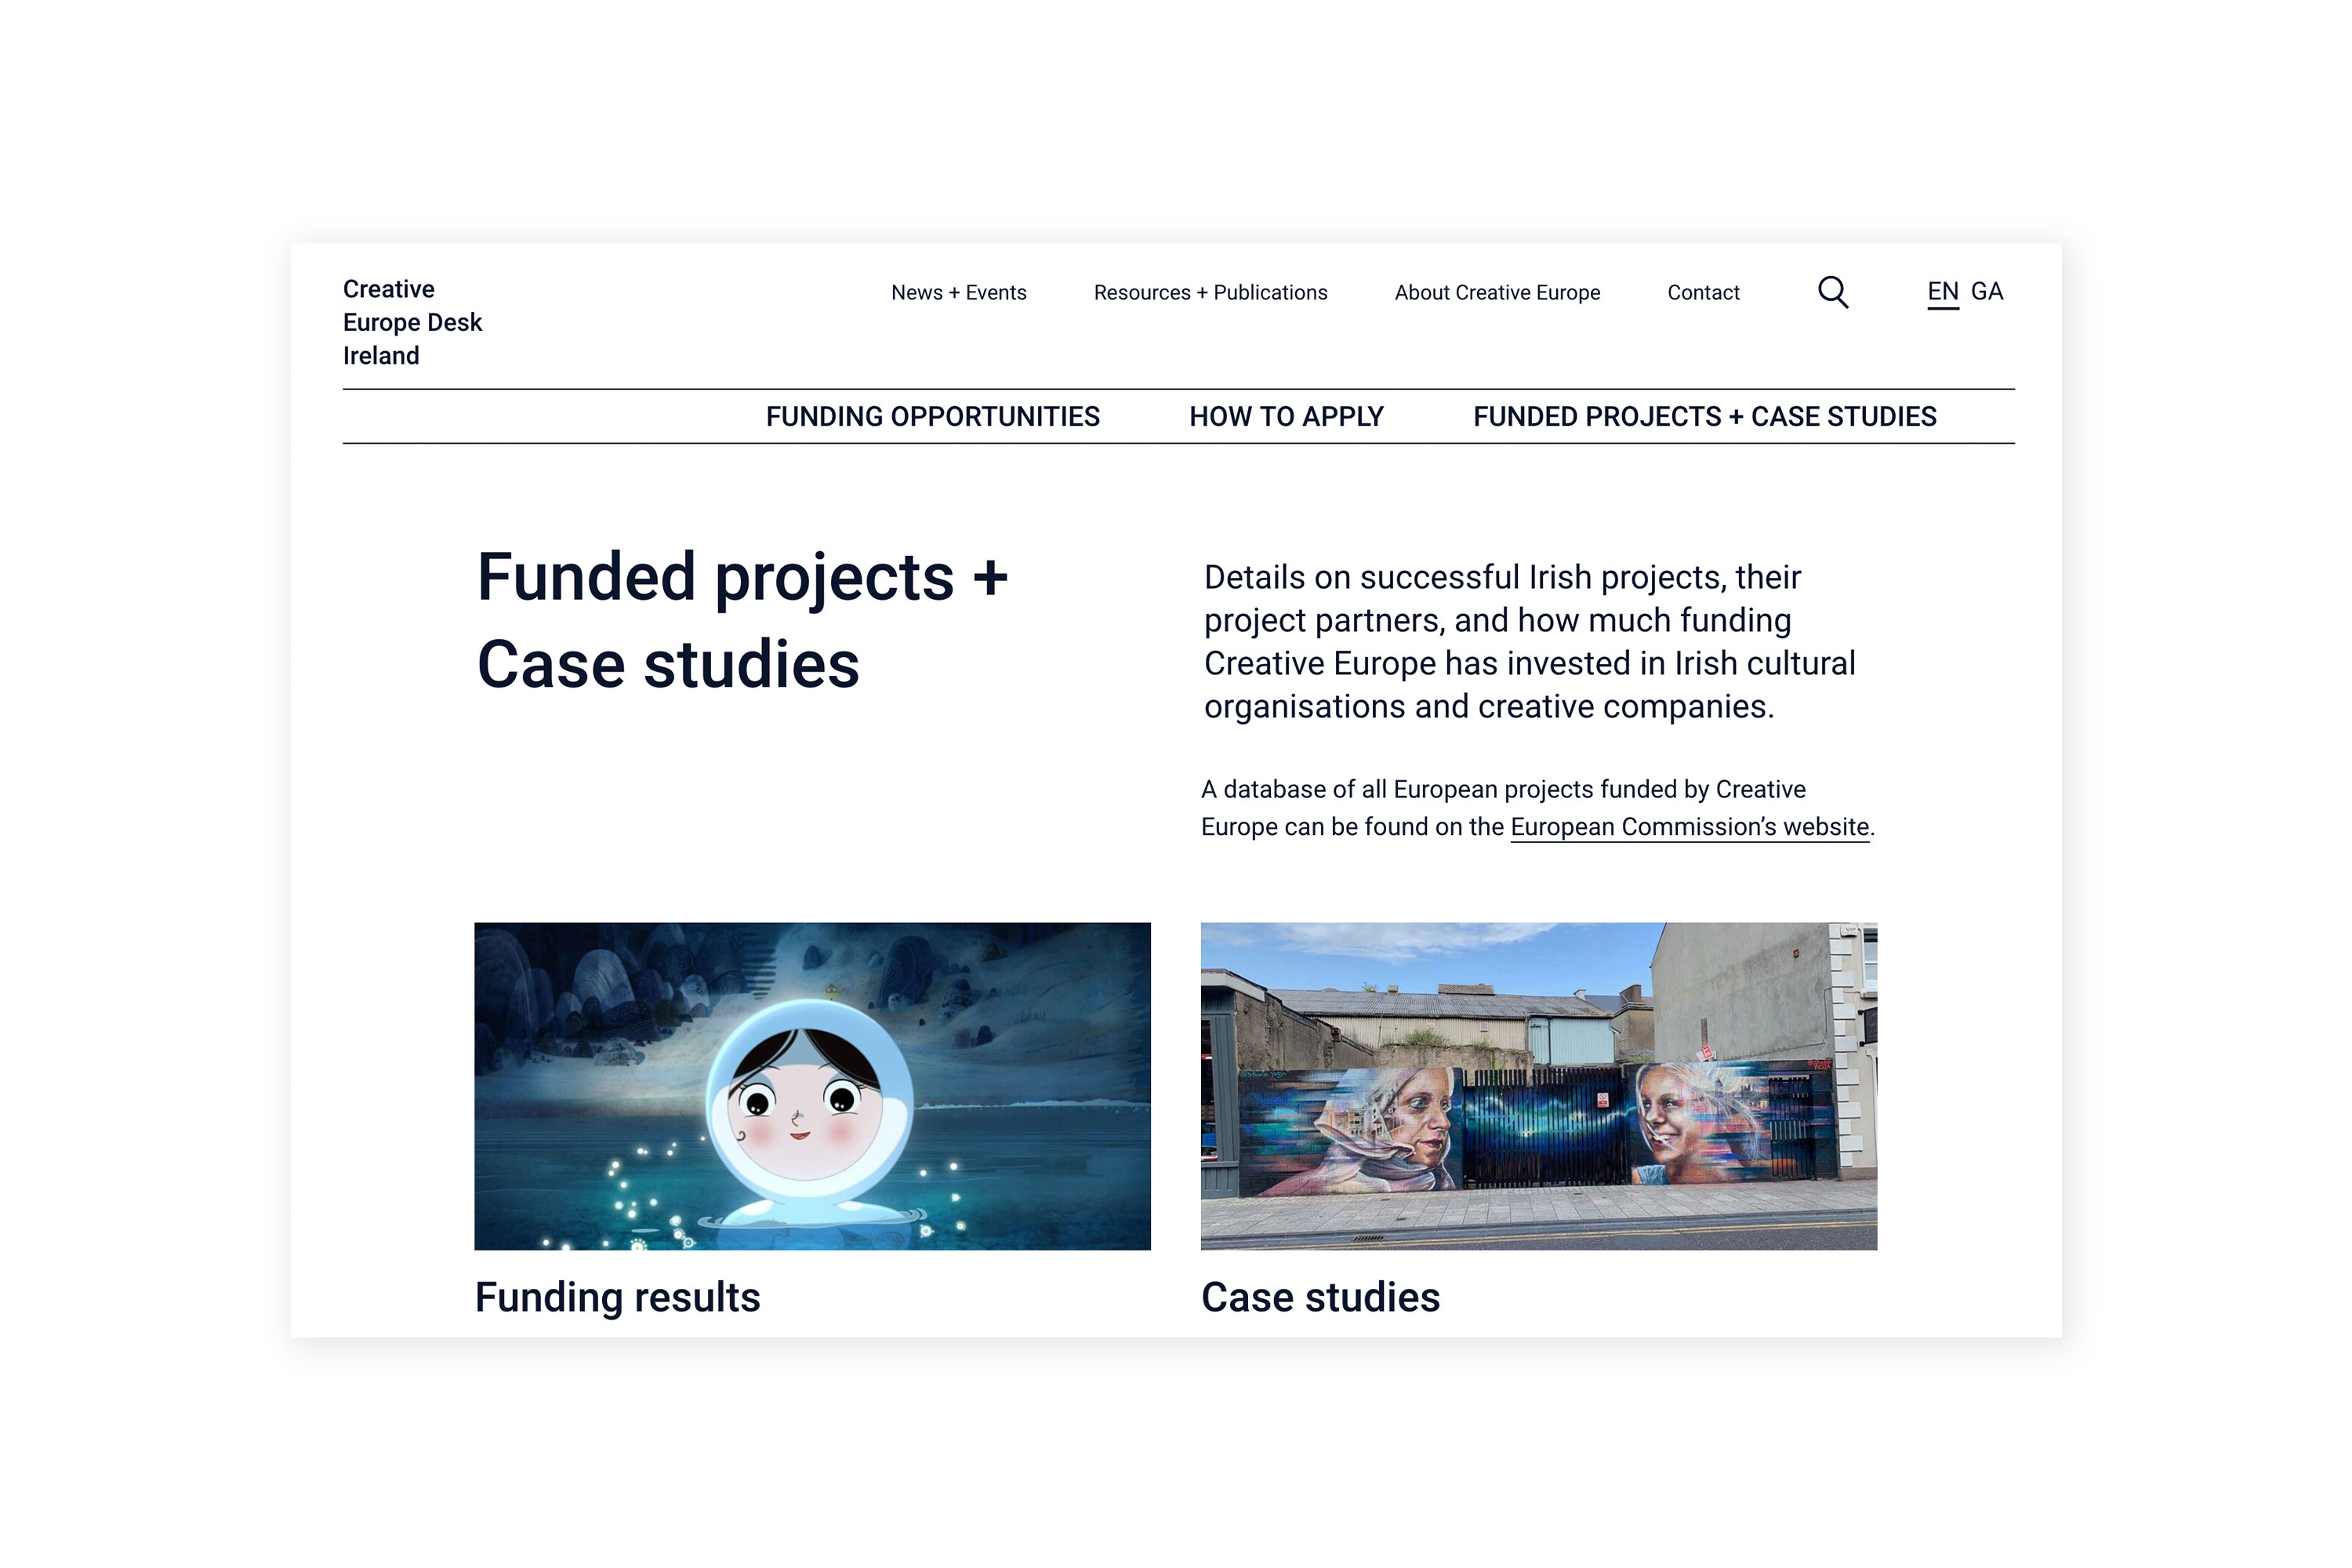 Creative
Europe Desk
Ireland
News + Events
Resources + Publications
About Creative Europe
Contact
EN GA
FUNDING OPPORTUNITIES
HOW TO APPLY
FUNDED PROJECTS + CASE STUDIES
Funded projects +
Case studies
Details on successful Irish projects, their
project partners, and how much funding
Creative Europe has invested in Irish cultural
organisations and creative companies.
A database of all European projects funded by Creative
Europe can be found on the European Commission’s website.
Funding results
Case studies